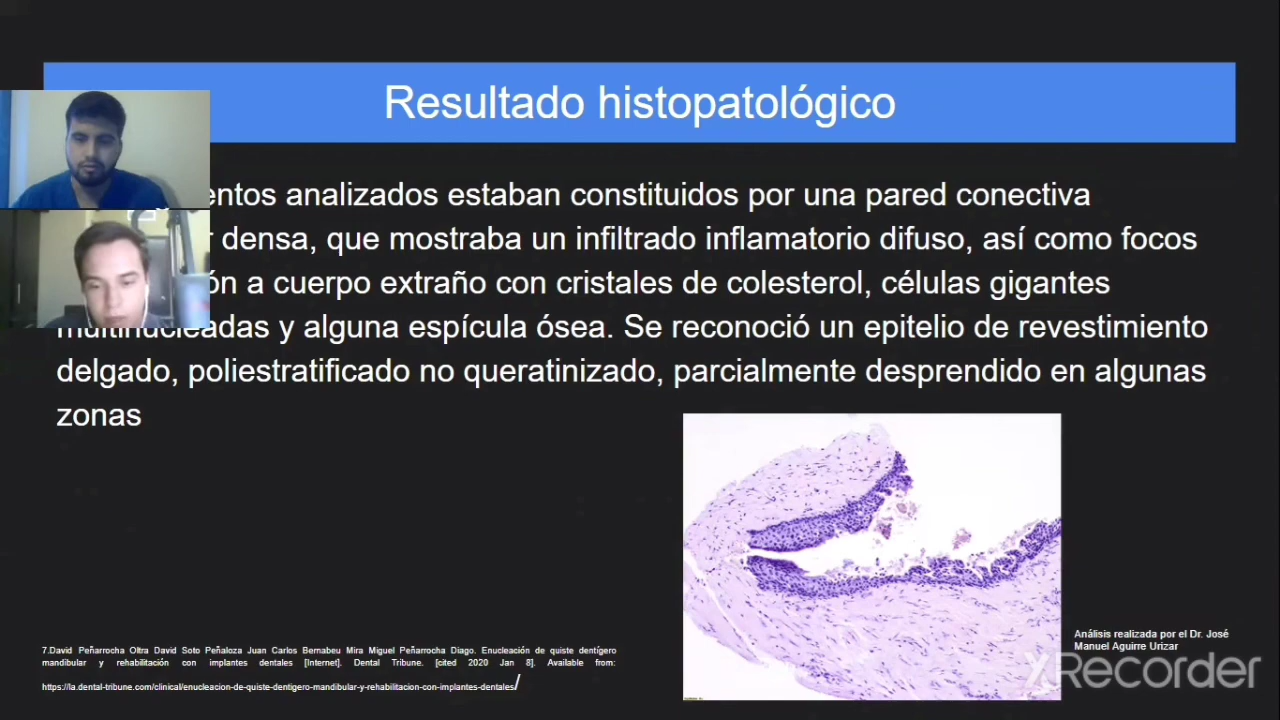 Resultado histopatológico
analizados estaban constituidos por una pared conectiva
densa, que mostraba un infiltrado inflamatorio difuso, así como focos
a cuerpo extraño con cristales de colesterol, células gigantes
multinucleadas y alguna espícula ósea. Se reconoció un epitelio de revestimiento
delgado, poliestratificado no queratinizado, parcialmente desprendido en algunas
zonas
7.David Peñarrocha Oltra David Soto Peñaloza Juan Carlos Bernabeu Mira Miguel Peñarrocha Diago. Enucleación de quiste dentígero
mandibular y rehabilitación con implantes dentales [Internet]. Dental Tribune. [cited 2020 Jan 8]. Available from:
https://la.dental-tribune.com/clinical/enucleacion-de-quiste-dentigero-mandibular-y-rehabilitacion-con-implantes-dentales/
Análisis realizada por el Dr. José
Manuel Aguirre Urizar
XRecorder